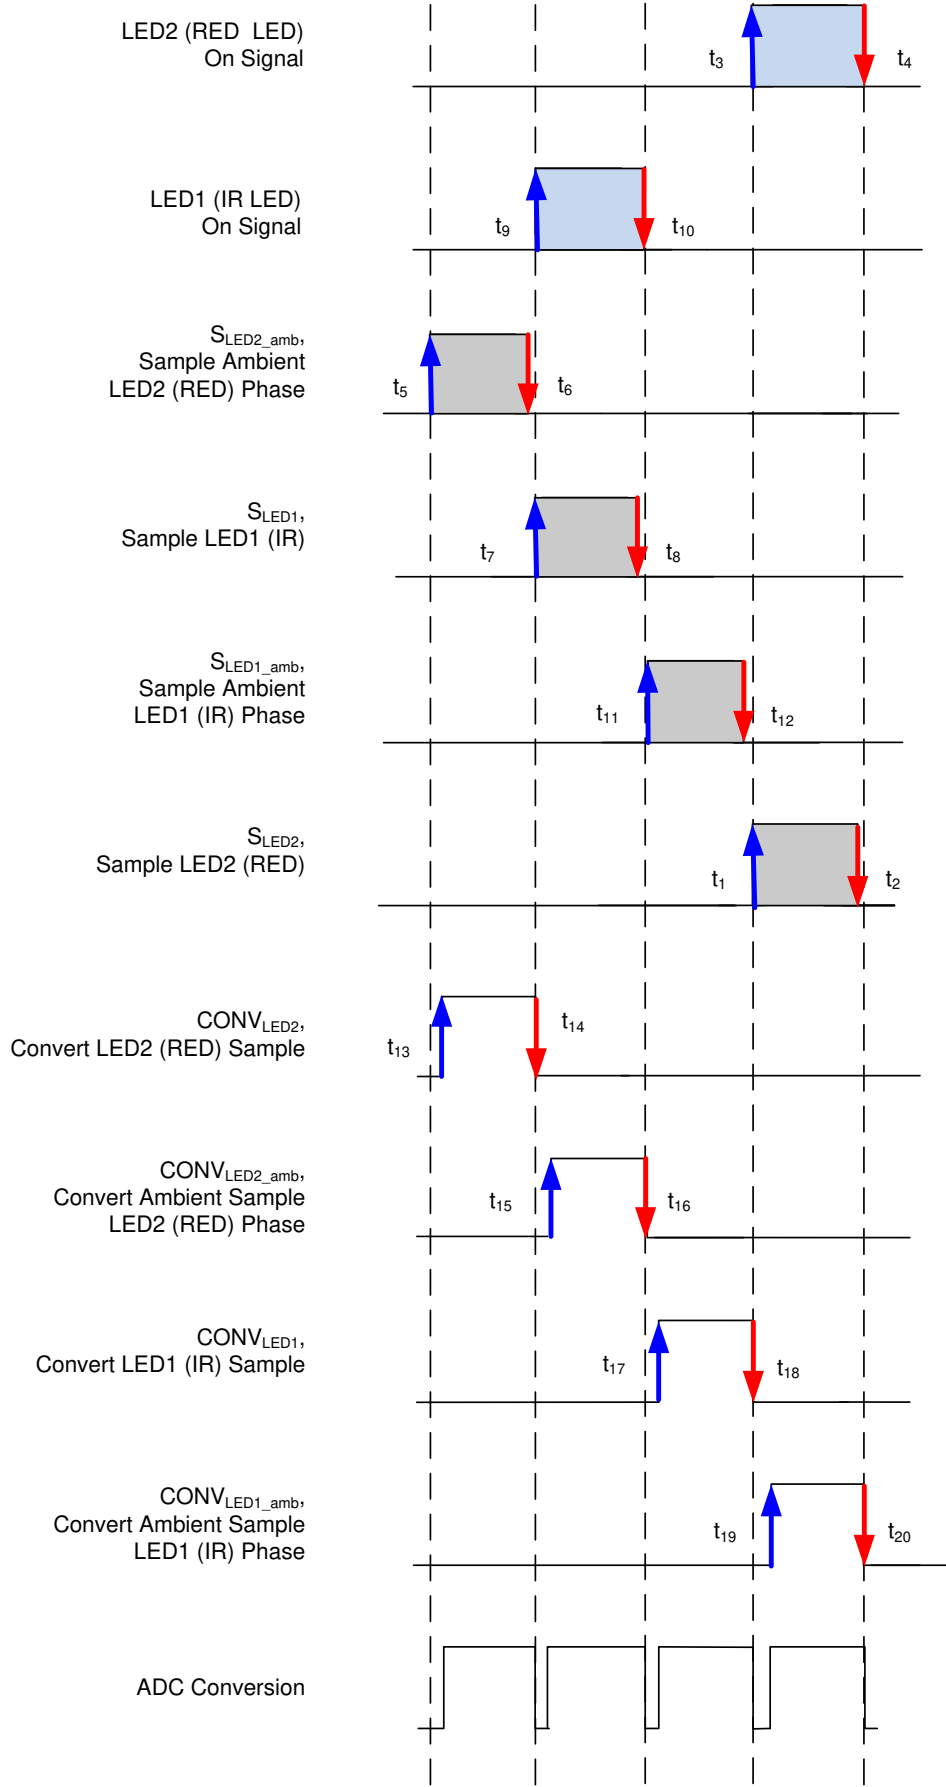 LED2 (RED LED)
On Signal
t3
t4
LED1 (IR LED)
On Signal
t9
t10
SLED2_amb,
Sample Ambient
LED2 (RED) Phase
t5
t6
SLED1,
Sample LED1 (IR)
t7
t8
SLED1_amb,
Sample Ambient
LED1 (IR) Phase
t11
t12
SLED2,
Sample LED2 (RED)
t1
t2
CONVLED2,
Convert LED2 (RED) Sample
t13
t14
CONVLED2_amb,
Convert Ambient Sample
LED2 (RED) Phase
t15
t16
CONVLED1,
Convert LED1 (IR) Sample
t17
t18
CONVLED1_amb,
Convert Ambient Sample
LED1 (IR) Phase
t19
t20
ADC Conversion